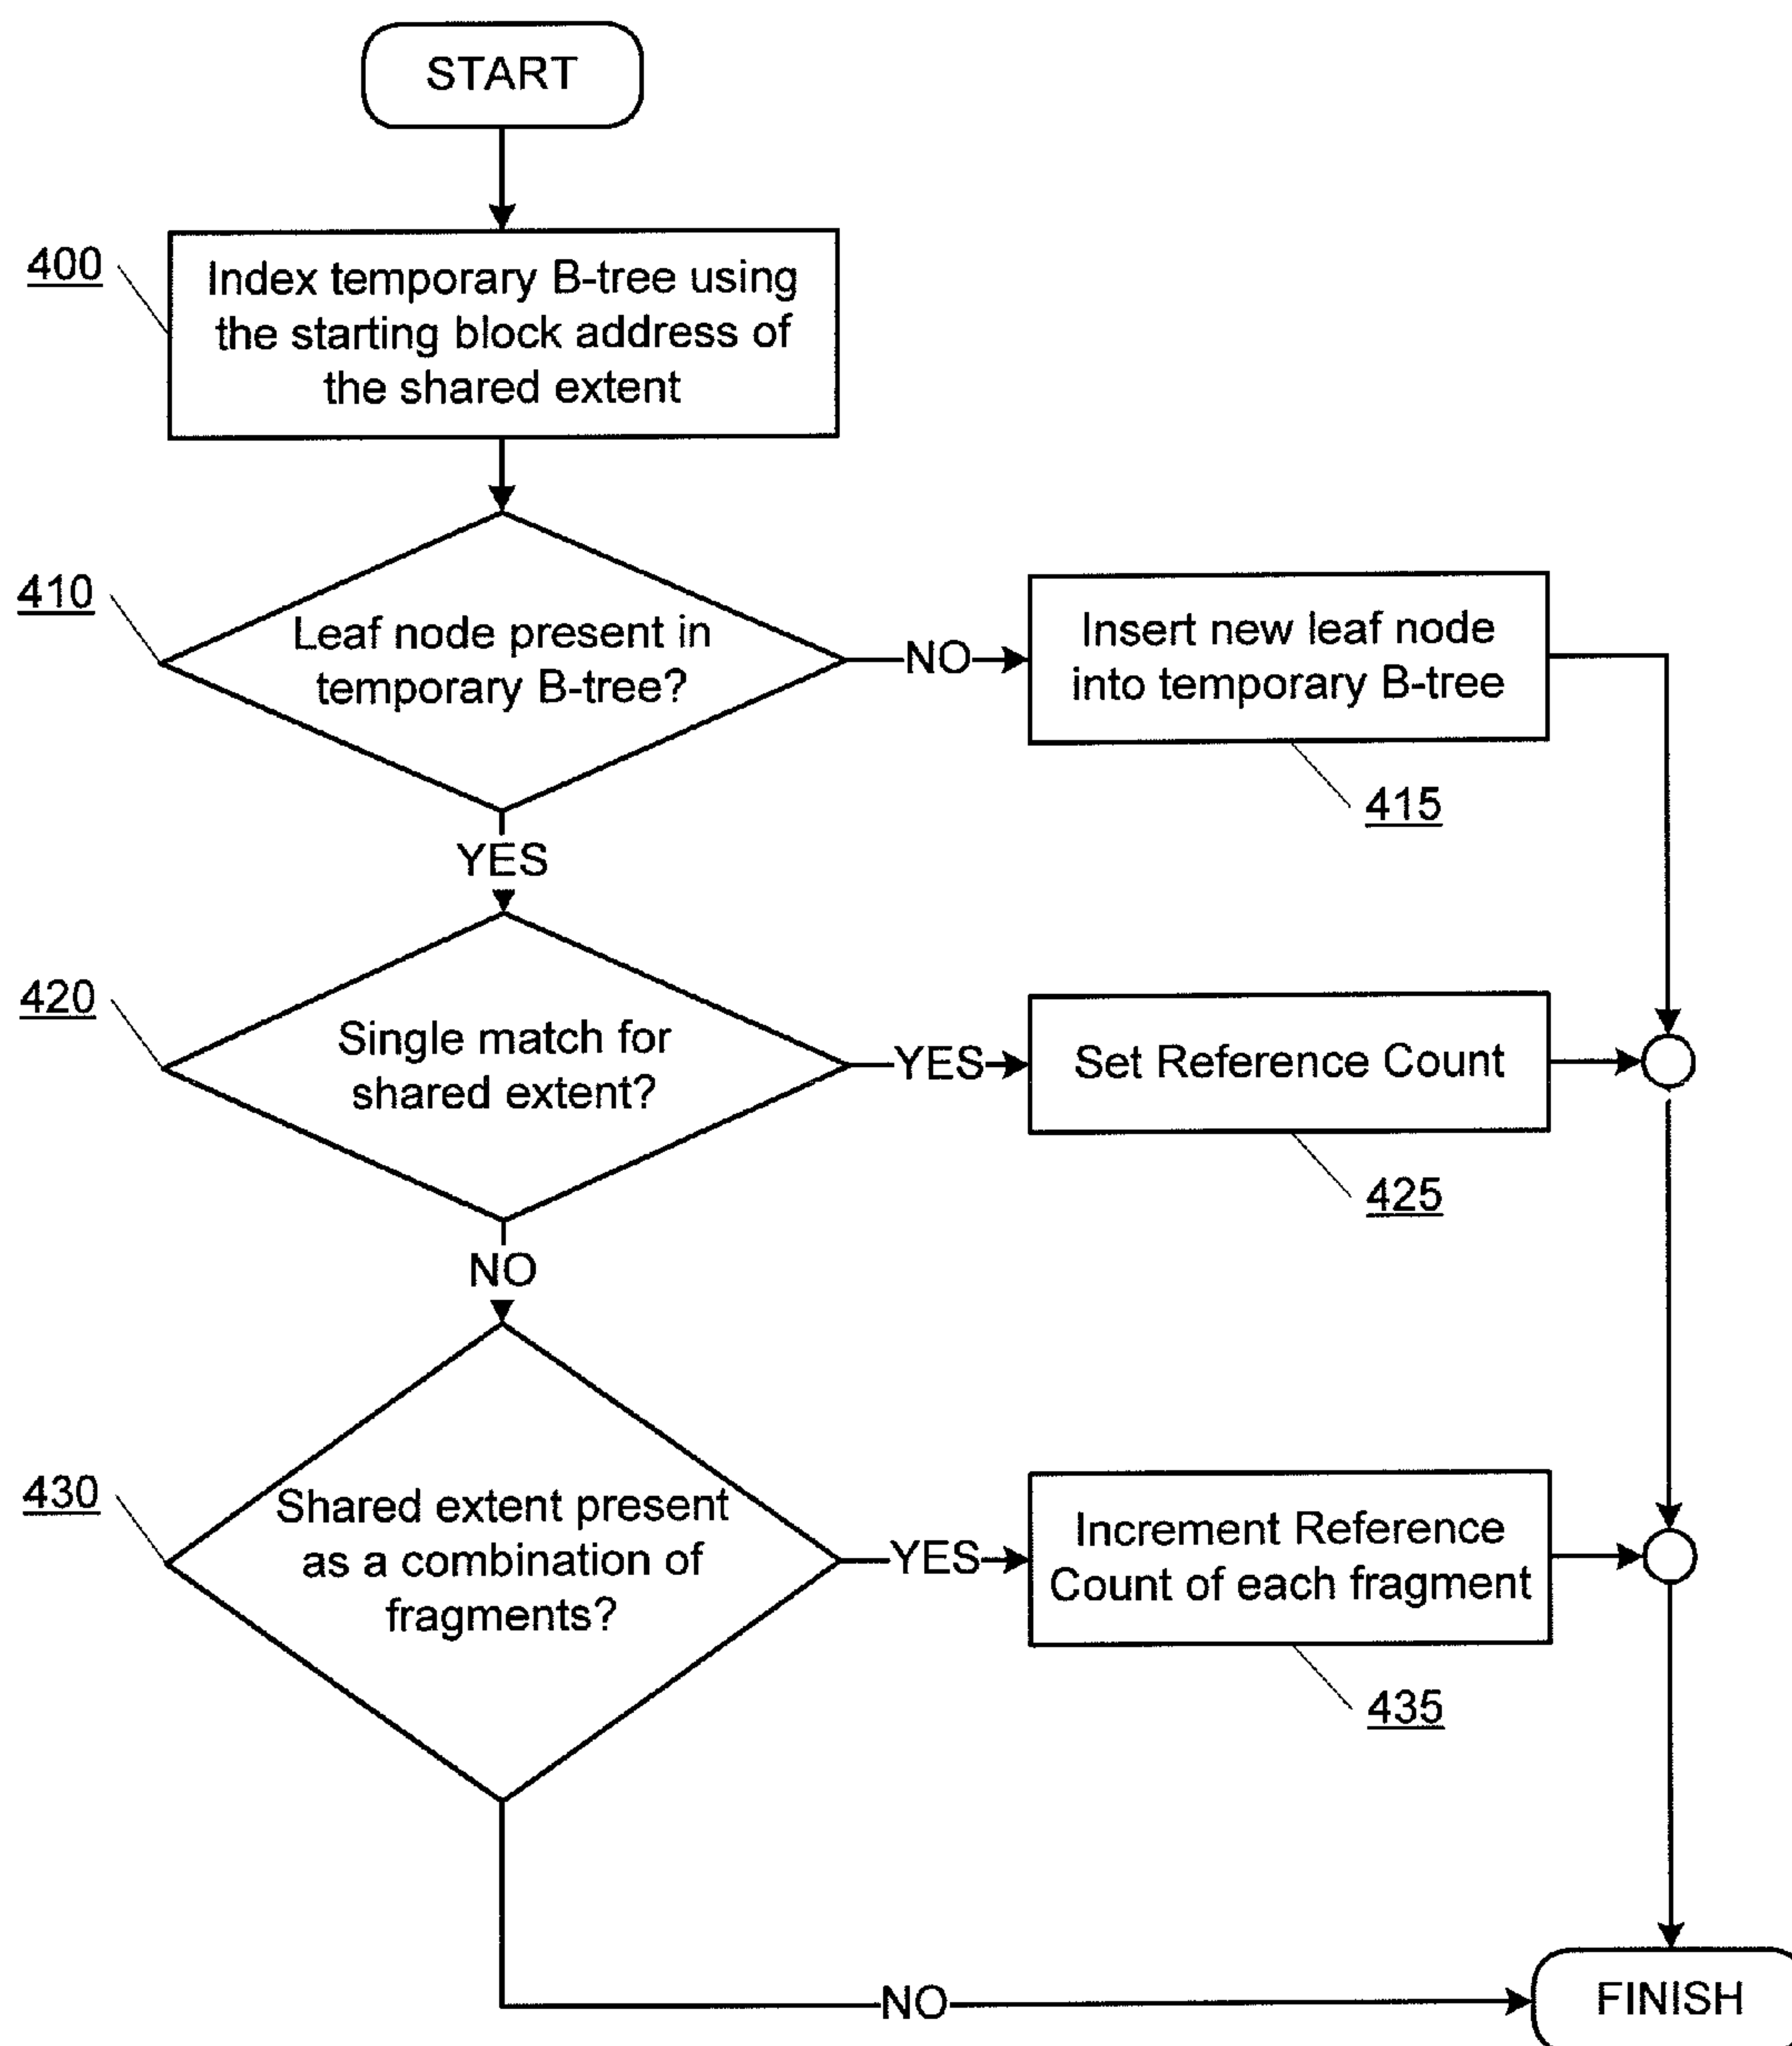 START
400
Index temporary B-tree using
the starting block address of
the shared extent
410
Leaf node present in
temporary B-tree?
NO
Insert new leaf node
into temporary B-tree
415
YES
420
Single match for
shared extent?
YES
Set Reference Count
425
NO
430
Shared extent present
as a combination of
fragments?
YES
Increment Reference
Count of each fragment
435
NO
FINISH